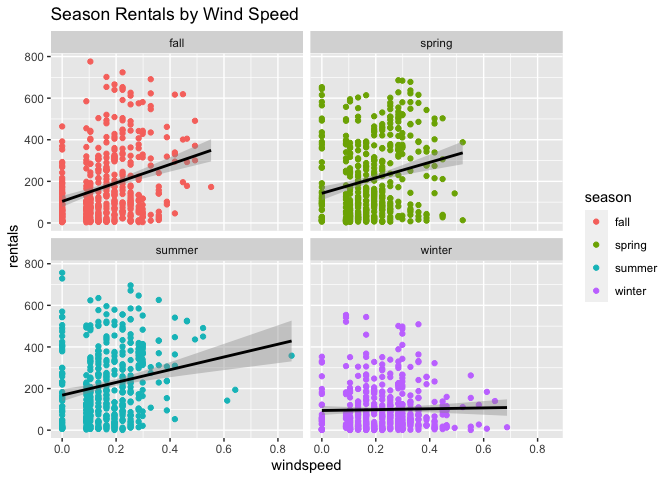 Season Rentals by Wind Speed
fall
spring
800
600
400
200
0
summer
winter
800
600
400
200
0
0.0 0.2 0.4 0.6 0.8 0.0 0.2 0.4 0.6 0.8
windspeed
rentals
season
fall
spring
summer
winter